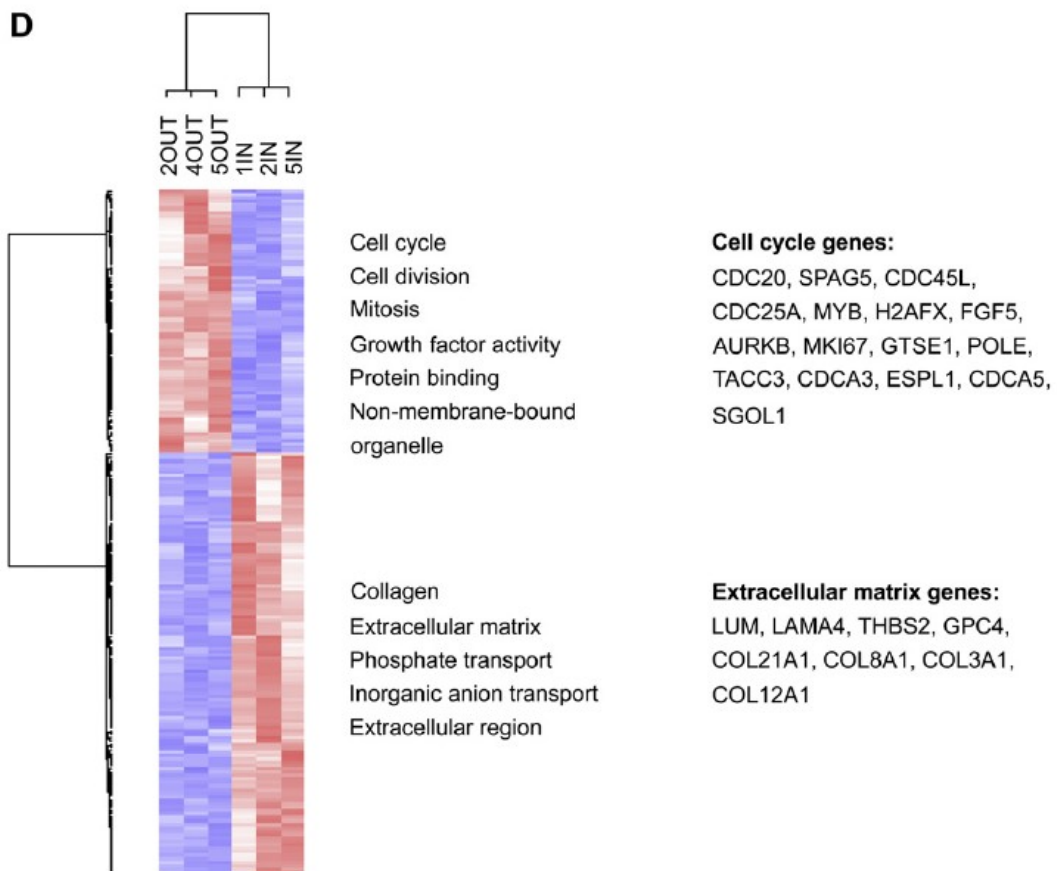 D
2OUT
4OUT
5OUT
1IN
2IN
5IN
Cell cycle
Cell division
Mitosis
Growth factor activity
Protein binding
Non-membrane-bound
organelle
Cell cycle genes:
CDC20, SPAG5, CDC45L,
CDC25A, MYB, H2AFX, FGF5,
AURKB, MKI67, GTSE1, POLE,
TACC3, CDCA3, ESPL1, CDCA5,
SGOL1
Collagen
Extracellular matrix
Phosphate transport
Inorganic anion transport
Extracellular region
Extracellular matrix genes:
LUM, LAMA4, THBS2, GPC4,
COL21A1, COL8A1, COL3A1,
COL12A1